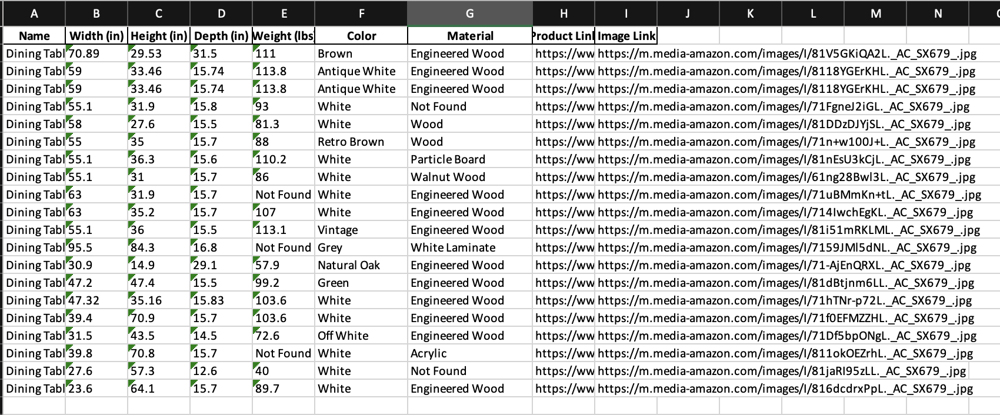 A B C D E F G H I J K L M N
Name Width (in) Height (in) Depth (in) Weight (lbs Color Material Product Link Image Link
Dining Tabl 70.89 29.53 31.5 111 Brown Engineered Wood https://ww https://m.media-amazon.com/images/I/81V5GKiQA2L._AC_SX679_.jpg
Dining Tabl 59 33.46 15.74 113.8 Antique White Engineered Wood https://ww https://m.media-amazon.com/images/I/8118YGErKHL._AC_SX679_.jpg
Dining Tabl 59 33.46 15.74 113.8 Antique White Engineered Wood https://ww https://m.media-amazon.com/images/I/8118YGErKHL._AC_SX679_.jpg
Dining Tabl 55.1 31.9 15.8 93 White Not Found https://ww https://m.media-amazon.com/images/I/71FgneJ2iGL._AC_SX679_.jpg
Dining Tabl 58 27.6 15.5 81.3 White Wood https://ww https://m.media-amazon.com/images/I/81DDzDJYjSL._AC_SX679_.jpg
Dining Tabl 55 35 15.7 88 Retro Brown Wood https://ww https://m.media-amazon.com/images/I/71n+w100J+L._AC_SX679_.jpg
Dining Tabl 55.1 36.3 15.6 110.2 White Particle Board https://ww https://m.media-amazon.com/images/I/81nEsU3kCjL._AC_SX679_.jpg
Dining Tabl 55.1 31 15.7 86 White Walnut Wood https://ww https://m.media-amazon.com/images/I/61ng28Bwl3L._AC_SX679_.jpg
Dining Tabl 63 31.9 15.7 Not Found White Engineered Wood https://ww https://m.media-amazon.com/images/I/71uBMmKn+tL._AC_SX679_.jpg
Dining Tabl 63 35.2 15.7 107 White Engineered Wood https://ww https://m.media-amazon.com/images/I/714IwchEgKL._AC_SX679_.jpg
Dining Tabl 55.1 36 15.5 113.1 Vintage Engineered Wood https://ww https://m.media-amazon.com/images/I/81i51mRKLML._AC_SX679_.jpg
Dining Tabl 95.5 84.3 16.8 Not Found Grey White Laminate https://ww https://m.media-amazon.com/images/I/7159JMl5dNL._AC_SX679_.jpg
Dining Tabl 30.9 14.9 29.1 57.9 Natural Oak Engineered Wood https://ww https://m.media-amazon.com/images/I/71-AjEnQRXL._AC_SX679_.jpg
Dining Tabl 47.2 47.4 15.5 99.2 Green Engineered Wood https://ww https://m.media-amazon.com/images/I/81dBtjnm6LL._AC_SX679_.jpg
Dining Tabl 47.32 35.16 15.83 103.6 White Engineered Wood https://ww https://m.media-amazon.com/images/I/71hTNr-p72L._AC_SX679_.jpg
Dining Tabl 39.4 70.9 15.7 103.6 White Engineered Wood https://ww https://m.media-amazon.com/images/I/71f0EFMZZHL._AC_SX679_.jpg
Dining Tabl 31.5 43.5 14.5 72.6 Off White Engineered Wood https://ww https://m.media-amazon.com/images/I/71Df5bpONgL._AC_SX679_.jpg
Dining Tabl 39.8 70.8 15.7 Not Found White Acrylic https://ww https://m.media-amazon.com/images/I/811okOEZrhL._AC_SX679_.jpg
Dining Tabl 27.6 57.3 12.6 40 White Not Found https://ww https://m.media-amazon.com/images/I/81jaRI95zLL._AC_SX679_.jpg
Dining Tabl 23.6 64.1 15.7 89.7 White Engineered Wood https://ww https://m.media-amazon.com/images/I/816dcdrxPpL._AC_SX679_.jpg